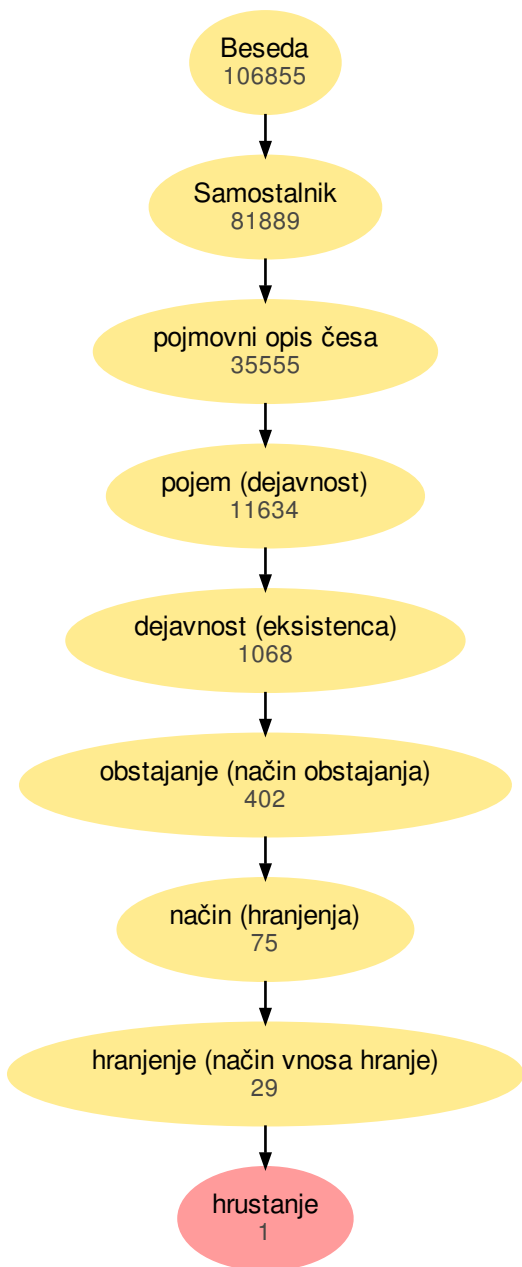 Beseda
106855
Samostalnik
81889
pojmovni opis česa
35555
pojem (dejavnost)
11634
dejavnost (eksistenca)
1068
obstajanje (način obstajanja)
402
način (hranjenja)
75
hranjenje (način vnosa hranje)
29
hrustanje
1